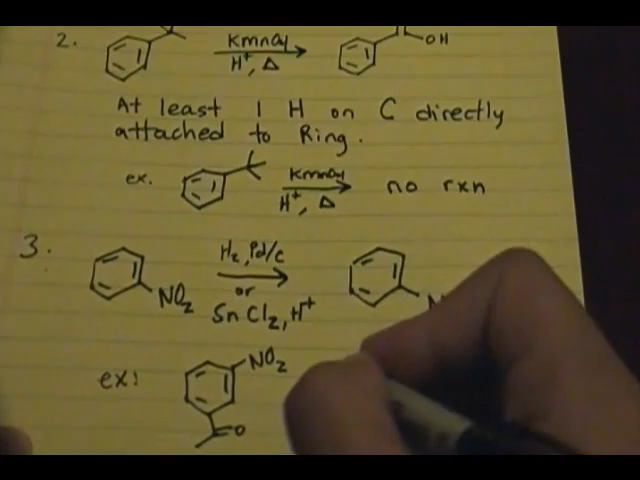 2.
KMnO4
H+, Δ
OH
At least 1 H on C directly
attached to Ring.
ex.
KMnO4
H+, Δ
no rxn
3.
H2, Pd/C
or
SnCl2, H+
NO2
N
ex:
NO2
O